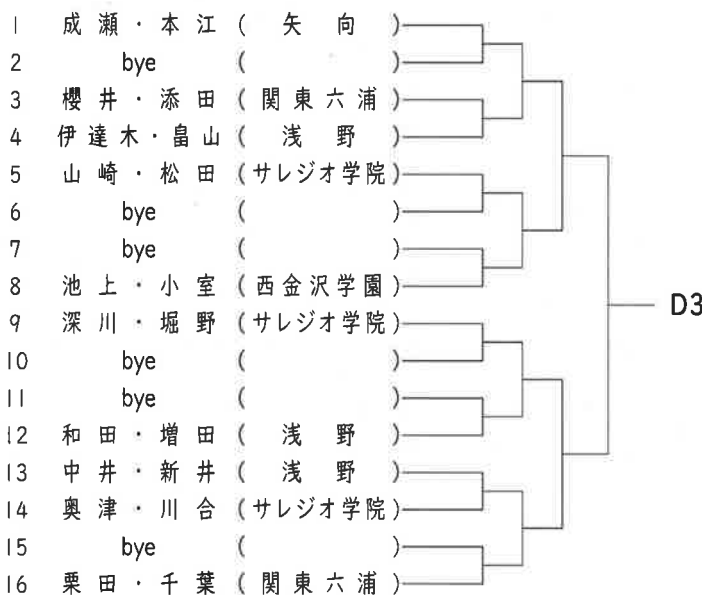 1 成瀬・本江 ( 矢向 )
2 bye ( )
3 櫻井・添田 ( 関東六浦 )
4 伊達木・畠山 ( 浅野 )
5 山崎・松田 ( サレジオ学院 )
6 bye ( )
7 bye ( )
8 池上・小室 ( 西金沢学園 )
D3
9 深川・堀野 ( サレジオ学院 )
10 bye ( )
11 bye ( )
12 和田・増田 ( 浅野 )
13 中井・新井 ( 浅野 )
14 奥津・川合 ( サレジオ学院 )
15 bye ( )
16 栗田・千葉 ( 関東六浦 )